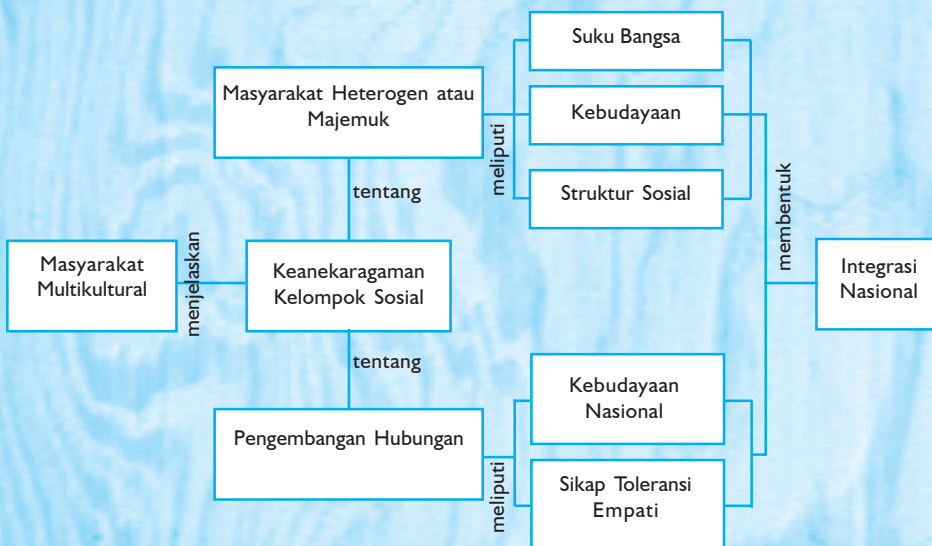 Suku Bangsa
Masyarakat Heterogen atau
Majemuk
meliputi
Kebudayaan
tentang
Struktur Sosial
membentuk
Masyarakat
Multikultural
menjelaskan
Keanekaragaman
Kelompok Sosial
Integrasi
Nasional
tentang
Kebudayaan
Nasional
Pengembangan Hubungan
meliputi
Sikap Toleransi
Empati